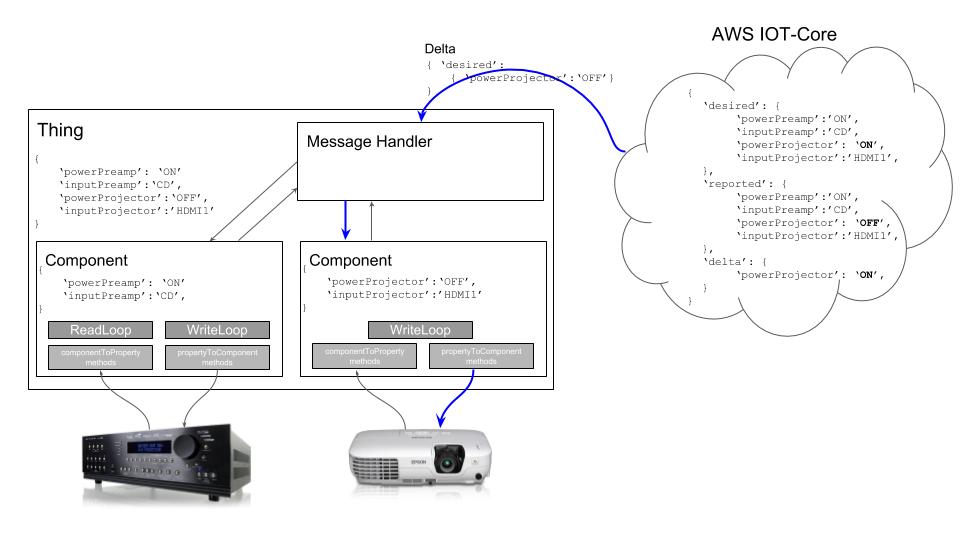 AWS IOT-Core
Delta
{ ‘desired’:
{ ‘powerProjector’:‘OFF’}
}
{
‘desired’: {
‘powerPreamp’:’ON’,
‘inputPreamp’:’CD’,
‘powerProjector’: ‘ON’,
‘inputProjector’:’HDMI1’,
},
‘reported’: {
‘powerPreamp’:’ON’,
‘inputPreamp’:’CD’,
‘powerProjector’: ‘OFF’,
‘inputProjector’:’HDMI1’,
},
‘delta’: {
‘powerProjector’: ‘ON’,
}
}
Thing
{
‘powerPreamp’: ‘ON’
‘inputPreamp’:‘CD’,
‘powerProjector’:‘OFF’,
‘inputProjector’:’HDMI1’
}
Message Handler
Component
{
‘powerPreamp’: ‘ON’
‘inputPreamp’:‘CD’,
}
ReadLoop
WriteLoop
componentToProperty
methods
propertyToComponent
methods
Component
{
‘powerProjector’:‘OFF’,
‘inputProjector’:’HDMI1’
}
WriteLoop
componentToProperty
methods
propertyToComponent
methods
EPSON